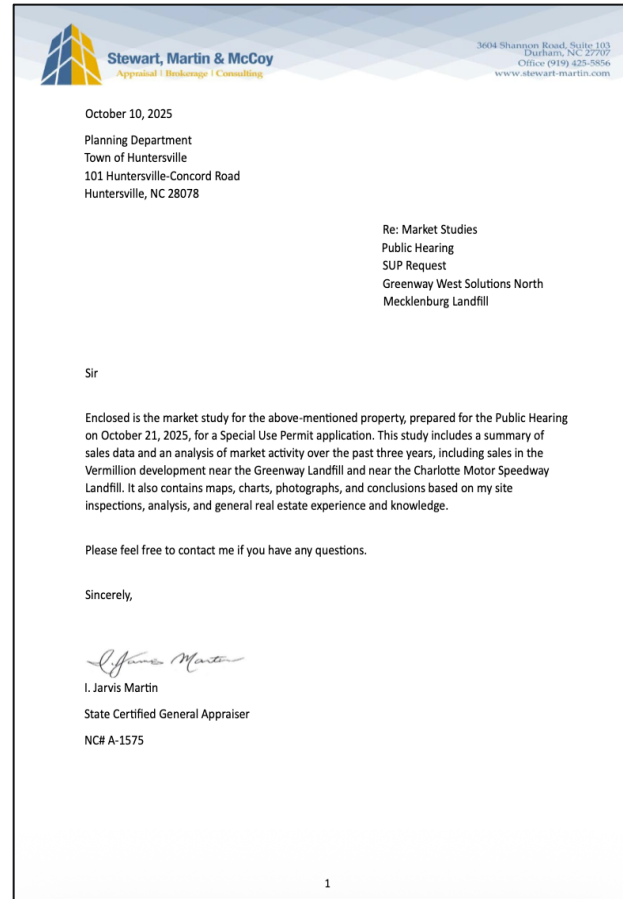 Stewart, Martin & McCoy
Appraisal | Brokerage | Consulting
3604 Shannon Road, Suite 103
Durham, NC 27707
Office (919) 425-5856
www.stewart-martin.com
October 10, 2025
Planning Department
Town of Huntersville
101 Huntersville-Concord Road
Huntersville, NC 28078
Re: Market Studies
Public Hearing
SUP Request
Greenway West Solutions North
Mecklenburg Landfill
Sir
Enclosed is the market study for the above-mentioned property, prepared for the Public Hearing
on October 21, 2025, for a Special Use Permit application. This study includes a summary of
sales data and an analysis of market activity over the past three years, including sales in the
Vermillion development near the Greenway Landfill and near the Charlotte Motor Speedway
Landfill. It also contains maps, charts, photographs, and conclusions based on my site
inspections, analysis, and general real estate experience and knowledge.
Please feel free to contact me if you have any questions.
Sincerely,
I. Jarvis Martin
I. Jarvis Martin
State Certified General Appraiser
NC# A-1575
1